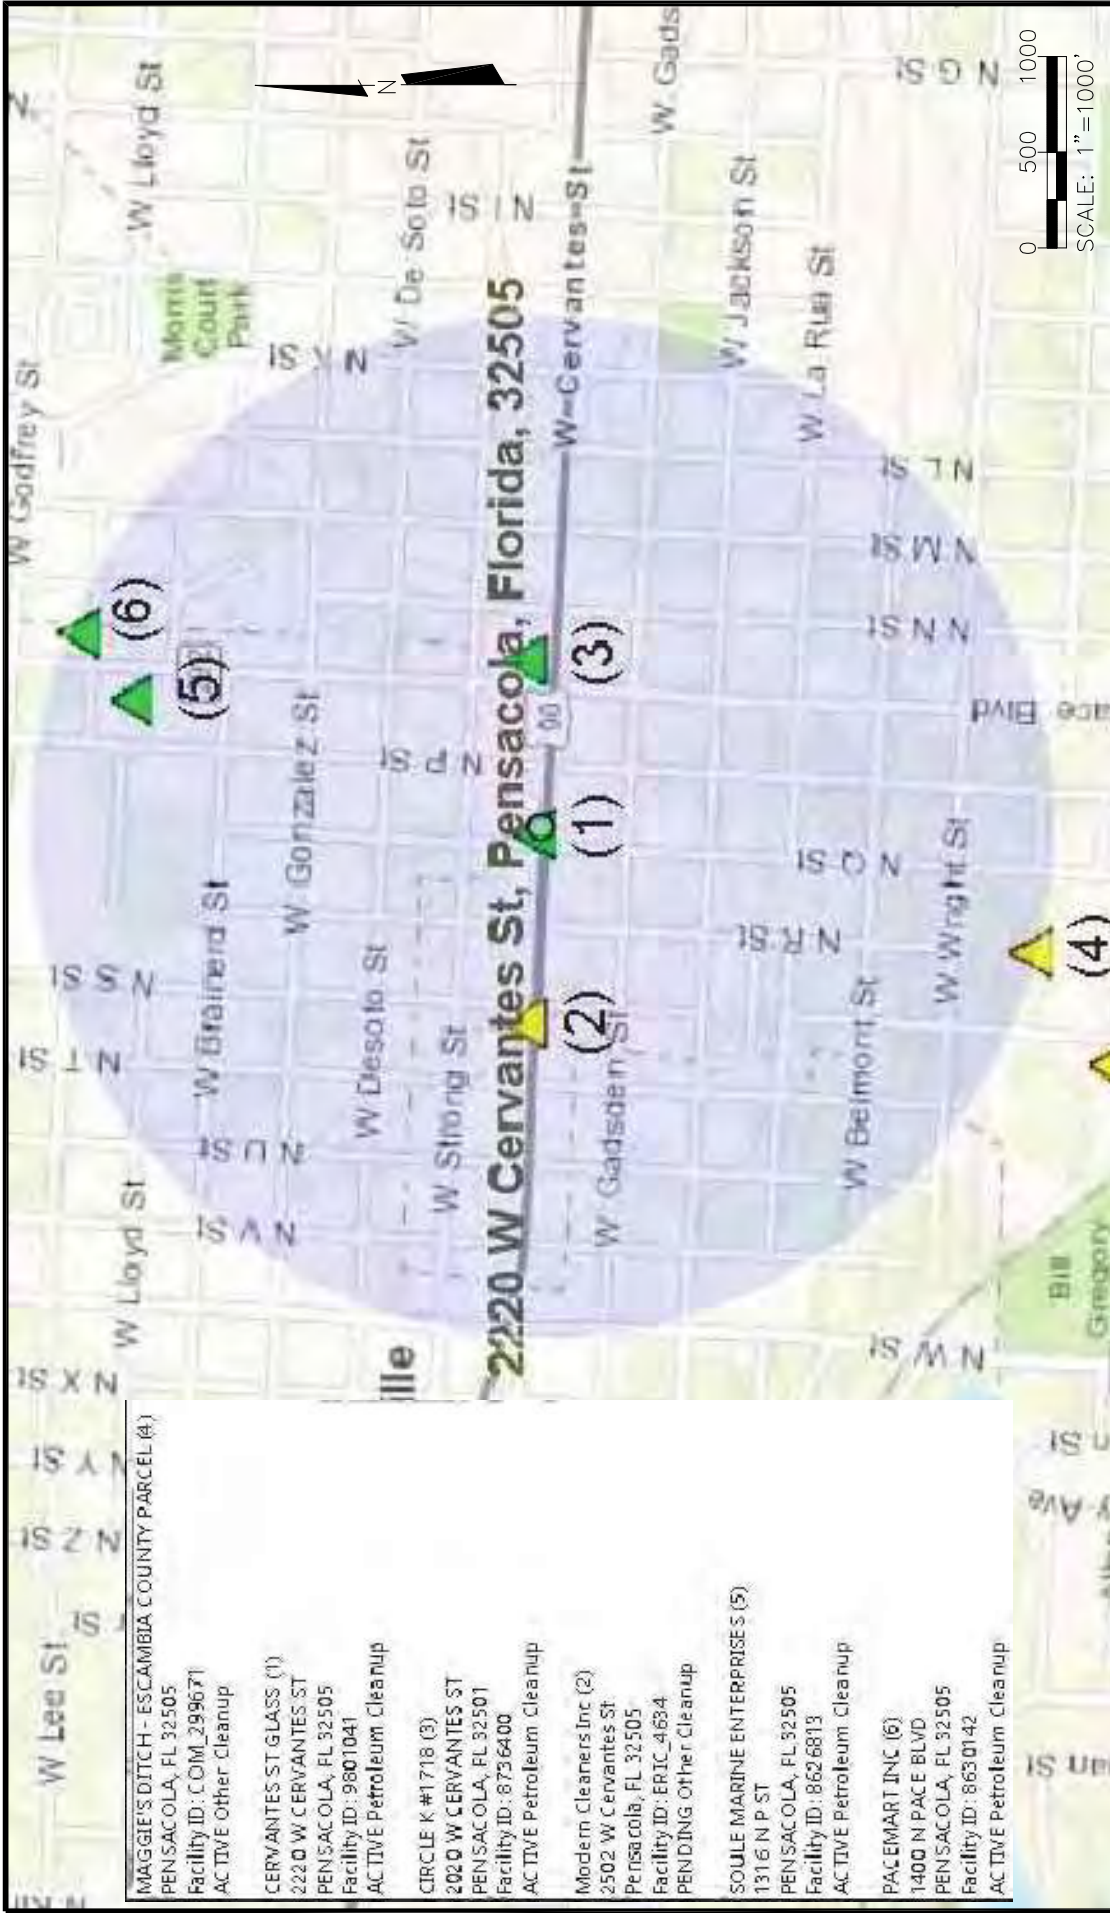 MAGGIE'S DITCH - ESCAMBIA COUNTY PARCEL (4)
PENSACOLA, FL 32505
Facility ID: COM_299671
ACTIVE Other Cleanup
CERVANTES ST GLASS (1)
2220 W CERVANTES ST
PENSACOLA, FL 32505
Facility ID: 9801041
ACTIVE Petroleum Cleanup
CIRCLE K #1718 (3)
2020 W CERVANTES ST
PENSACOLA, FL 32501
Facility ID: 8736400
ACTIVE Petroleum Cleanup
Modern Cleaners Inc (2)
2502 W Cervantes St
Pensacola, FL 32505
Facility ID: ERIC_4634
PENDING Other Cleanup
SOULE MARINE ENTERPRISES (5)
1316 N P ST
PENSACOLA, FL 32505
Facility ID: 8626813
ACTIVE Petroleum Cleanup
PACEMART INC (6)
1400 N PACE BLVD
PENSACOLA, FL 32505
Facility ID: 8630142
ACTIVE Petroleum Cleanup
W Lee St
N Z St
N Y St
N X St
W Lloyd St
N V St
N U St
N T St
N S St
W Brainerd St
W Gonzalez St
W Desoto St
W Strong St
N P St
W Godfrey St
W Lloyd St
Morris
Court
Park
N K St
W De Soto St
N I St
N
2220 W Cervantes St, Pensacola, Florida, 32505
W Cervantes St
90
(6)
(5)
(3)
(1)
(2)
(4)
W Gadsden St
W Gads
W Jackson St
W La Rua St
N G St
N L St
N M St
N N St
ace Blvd
N Q St
N R St
W Belmont St
W Wright St
N W St
Bill
Gregory
ille
0 500 1000
SCALE: 1"=1000'